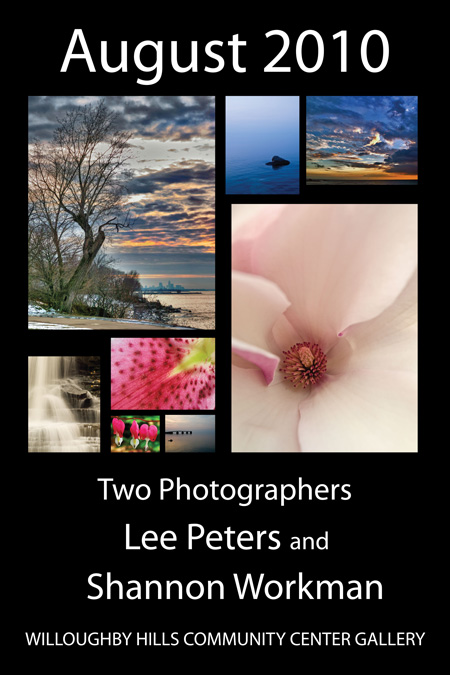 August 2010
Two Photographers
Lee Peters and
Shannon Workman
WILLOUGHBY HILLS COMMUNITY CENTER GALLERY